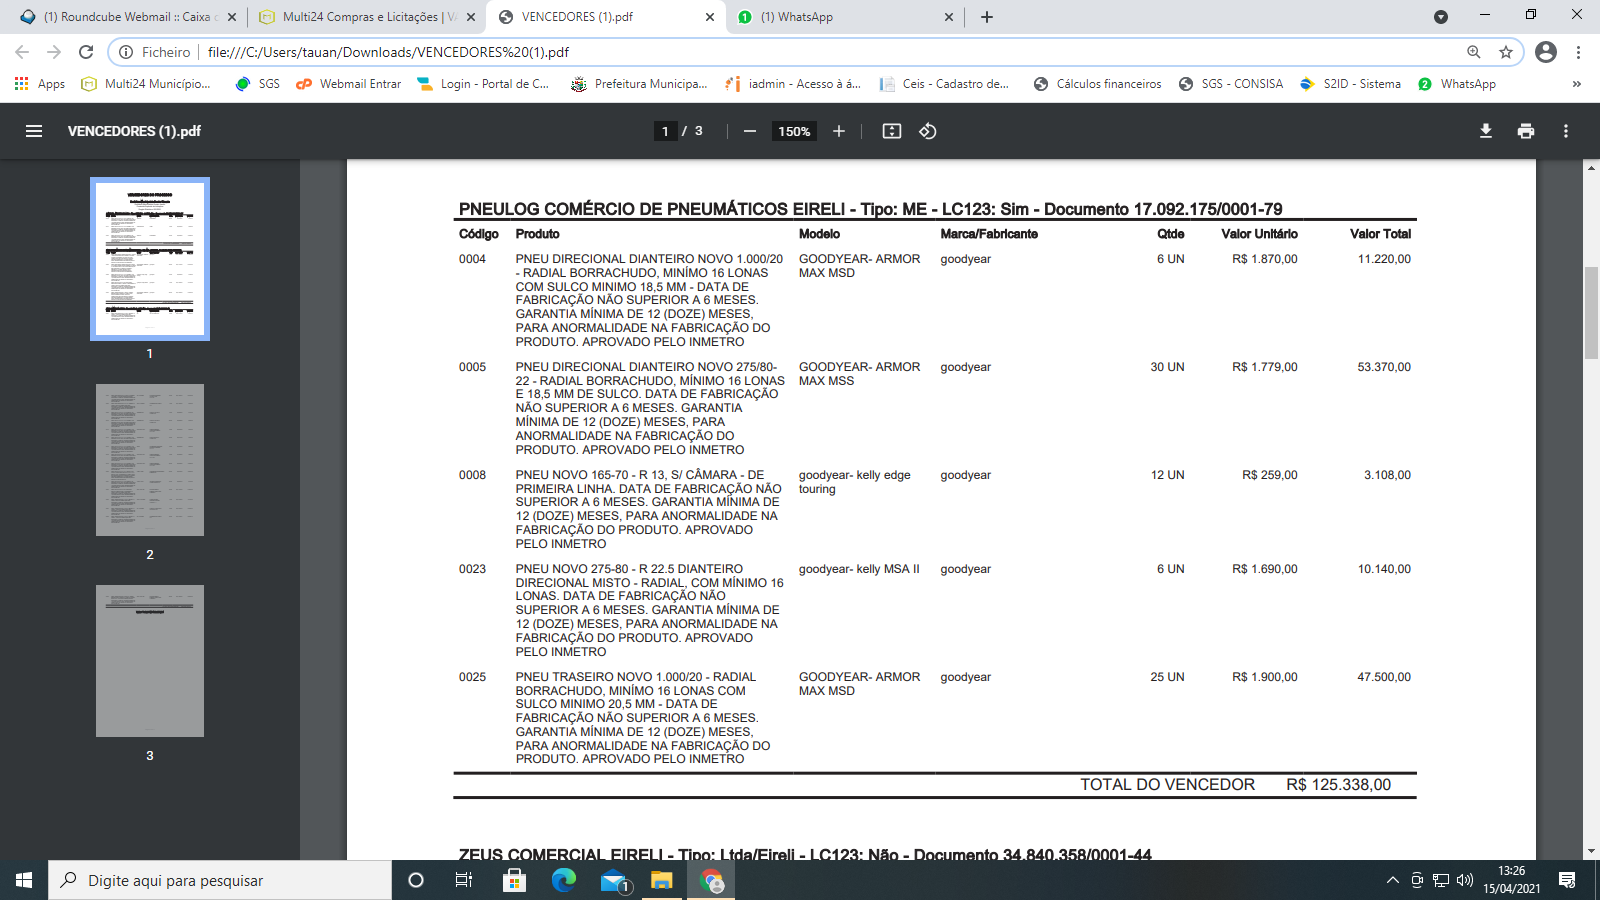 (1) Roundcube Webmail :: Caixa
Multi24 Compras e Licitações |
VENCEDORES (1).pdf
(1) WhatsApp
Ficheiro
file:///C:/Users/tauan/Downloads/VENCEDORES%20(1).pdf
Apps
Multi24 Município...
SGS
Webmail Entrar
Login - Portal de C...
Prefeitura Municipa...
iadmin - Acesso à á...
Ceis - Cadastro de...
Cálculos financeiros
SGS - CONSISA
S2ID - Sistema
WhatsApp
VENCEDORES (1).pdf
1 / 3
150%
1
2
3
PNEULOG COMÉRCIO DE PNEUMÁTICOS EIRELI - Tipo: ME - LC123: Sim - Documento 17.092.175/0001-79
Código Produto Modelo Marca/Fabricante Qtde Valor Unitário Valor Total
0004 PNEU DIRECIONAL DIANTEIRO NOVO 1.000/20 GOODYEAR- ARMOR goodyear 6 UN R$ 1.870,00 11.220,00
- RADIAL BORRACHUDO, MINÍMO 16 LONAS MAX MSD
COM SULCO MINIMO 18,5 MM - DATA DE
FABRICAÇÃO NÃO SUPERIOR A 6 MESES.
GARANTIA MÍNIMA DE 12 (DOZE) MESES,
PARA ANORMALIDADE NA FABRICAÇÃO DO
PRODUTO. APROVADO PELO INMETRO
0005 PNEU DIRECIONAL DIANTEIRO NOVO 275/80- GOODYEAR- ARMOR goodyear 30 UN R$ 1.779,00 53.370,00
22 - RADIAL BORRACHUDO, MÍNIMO 16 LONAS MAX MSS
E 18,5 MM DE SULCO. DATA DE FABRICAÇÃO
NÃO SUPERIOR A 6 MESES. GARANTIA
MÍNIMA DE 12 (DOZE) MESES, PARA
ANORMALIDADE NA FABRICAÇÃO DO
PRODUTO. APROVADO PELO INMETRO
0008 PNEU NOVO 165-70 - R 13, S/ CÂMARA - DE goodyear- kelly edge goodyear 12 UN R$ 259,00 3.108,00
PRIMEIRA LINHA. DATA DE FABRICAÇÃO NÃO touring
SUPERIOR A 6 MESES. GARANTIA MÍNIMA DE
12 (DOZE) MESES, PARA ANORMALIDADE NA
FABRICAÇÃO DO PRODUTO. APROVADO
PELO INMETRO
0023 PNEU NOVO 275-80 - R 22.5 DIANTEIRO goodyear- kelly MSA II goodyear 6 UN R$ 1.690,00 10.140,00
DIRECIONAL MISTO - RADIAL, COM MÍNIMO 16
LONAS. DATA DE FABRICAÇÃO NÃO
SUPERIOR A 6 MESES. GARANTIA MÍNIMA DE
12 (DOZE) MESES, PARA ANORMALIDADE NA
FABRICAÇÃO DO PRODUTO. APROVADO
PELO INMETRO
0025 PNEU TRASEIRO NOVO 1.000/20 - RADIAL GOODYEAR- ARMOR goodyear 25 UN R$ 1.900,00 47.500,00
BORRACHUDO, MINÍMO 16 LONAS COM MAX MSD
SULCO MINIMO 20,5 MM - DATA DE
FABRICAÇÃO NÃO SUPERIOR A 6 MESES.
GARANTIA MÍNIMA DE 12 (DOZE) MESES,
PARA ANORMALIDADE NA FABRICAÇÃO DO
PRODUTO. APROVADO PELO INMETRO
TOTAL DO VENCEDOR R$ 125.338,00
ZEUS COMERCIAL EIRELI - Tipo: Ltda/Eireli - LC123: Não - Documento 34.840.358/0001-44
Digite aqui para pesquisar
1
13:26
15/04/2021